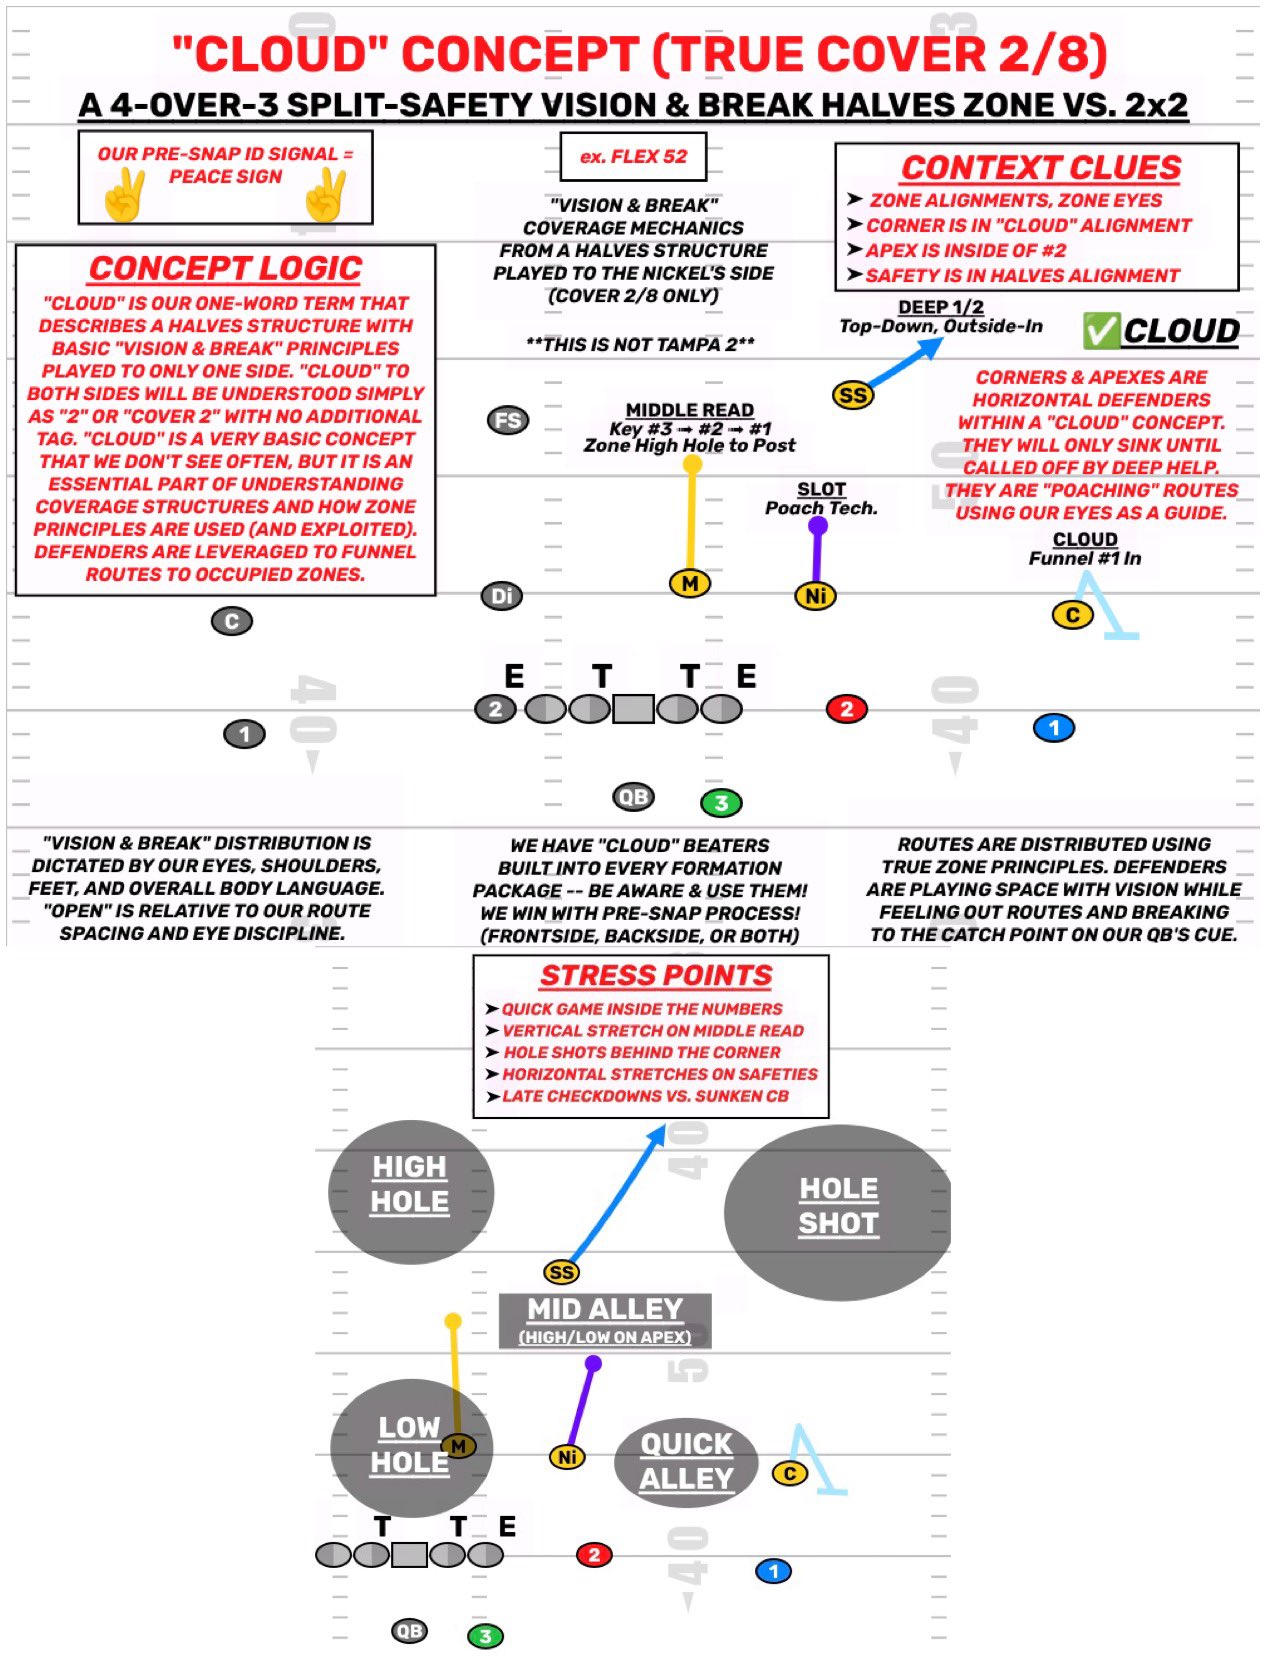 "CLOUD" CONCEPT (TRUE COVER 2/8)
A 4-OVER-3 SPLIT-SAFETY VISION & BREAK HALVES ZONE VS. 2x2
OUR PRE-SNAP ID SIGNAL =
PEACE SIGN
ex. FLEX 52
CONTEXT CLUES
➤ ZONE ALIGNMENTS, ZONE EYES
➤ CORNER IS IN "CLOUD" ALIGNMENT
➤ APEX IS INSIDE OF #2
➤ SAFETY IS IN HALVES ALIGNMENT
"VISION & BREAK"
COVERAGE MECHANICS
FROM A HALVES STRUCTURE
PLAYED TO THE NICKEL'S SIDE
(COVER 2/8 ONLY)
**THIS IS NOT TAMPA 2**
CONCEPT LOGIC
"CLOUD" IS OUR ONE-WORD TERM THAT
DESCRIBES A HALVES STRUCTURE WITH
BASIC "VISION & BREAK" PRINCIPLES
PLAYED TO ONLY ONE SIDE. "CLOUD" TO
BOTH SIDES WILL BE UNDERSTOOD SIMPLY
AS "2" OR "COVER 2" WITH NO ADDITIONAL
TAG. "CLOUD" IS A VERY BASIC CONCEPT
THAT WE DON'T SEE OFTEN, BUT IT IS AN
ESSENTIAL PART OF UNDERSTANDING
COVERAGE STRUCTURES AND HOW ZONE
PRINCIPLES ARE USED (AND EXPLOITED).
DEFENDERS ARE LEVERAGED TO FUNNEL
ROUTES TO OCCUPIED ZONES.
DEEP 1/2
Top-Down, Outside-In
✅CLOUD
CORNERS & APEXES ARE
HORIZONTAL DEFENDERS
WITHIN A "CLOUD" CONCEPT.
THEY WILL ONLY SINK UNTIL
CALLED OFF BY DEEP HELP.
THEY ARE "POACHING" ROUTES
USING OUR EYES AS A GUIDE.
SS
FS
MIDDLE READ
Key #3 → #2 → #1
Zone High Hole to Post
SLOT
Poach Tech.
CLOUD
Funnel #1 In
50
C
Di
M
Ni
C
E T T E
2
2
1
1
40
40
QB
3
"VISION & BREAK" DISTRIBUTION IS
DICTATED BY OUR EYES, SHOULDERS,
FEET, AND OVERALL BODY LANGUAGE.
"OPEN" IS RELATIVE TO OUR ROUTE
SPACING AND EYE DISCIPLINE.
WE HAVE "CLOUD" BEATERS
BUILT INTO EVERY FORMATION
PACKAGE -- BE AWARE & USE THEM!
WE WIN WITH PRE-SNAP PROCESS!
(FRONTSIDE, BACKSIDE, OR BOTH)
ROUTES ARE DISTRIBUTED USING
TRUE ZONE PRINCIPLES. DEFENDERS
ARE PLAYING SPACE WITH VISION WHILE
FEELING OUT ROUTES AND BREAKING
TO THE CATCH POINT ON OUR QB'S CUE.
STRESS POINTS
➤ QUICK GAME INSIDE THE NUMBERS
➤ VERTICAL STRETCH ON MIDDLE READ
➤ HOLE SHOTS BEHIND THE CORNER
➤ HORIZONTAL STRETCHES ON SAFETIES
➤ LATE CHECKDOWNS VS. SUNKEN CB
40
HIGH
HOLE
HOLE
SHOT
SS
MID ALLEY
(HIGH/LOW ON APEX)
50
LOW
HOLE
M
Ni
QUICK
ALLEY
C
T T E
2
1
40
QB
3